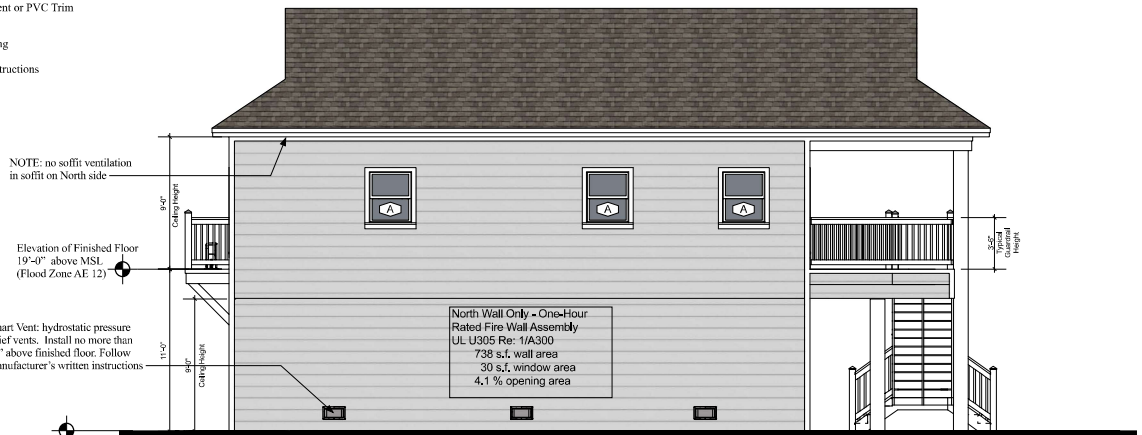 ent or PVC Trim
ng
tructions
NOTE: no soffit ventilation
in soffit on North side
9'-0"
Ceiling Height
A
A
A
3'-6"
Typical
Guardrail
Height
Elevation of Finished Floor
19'-0" above MSL
(Flood Zone AE 12)
11'-0"
9'-0"
Ceiling Height
mart Vent: hydrostatic pressure
lief vents. Install no more than
above finished floor. Follow
anufacturer's written instructions
North Wall Only - One-Hour
Rated Fire Wall Assembly
UL U305 Re: 1/A300
738 s.f. wall area
30 s.f. window area
4.1 % opening area